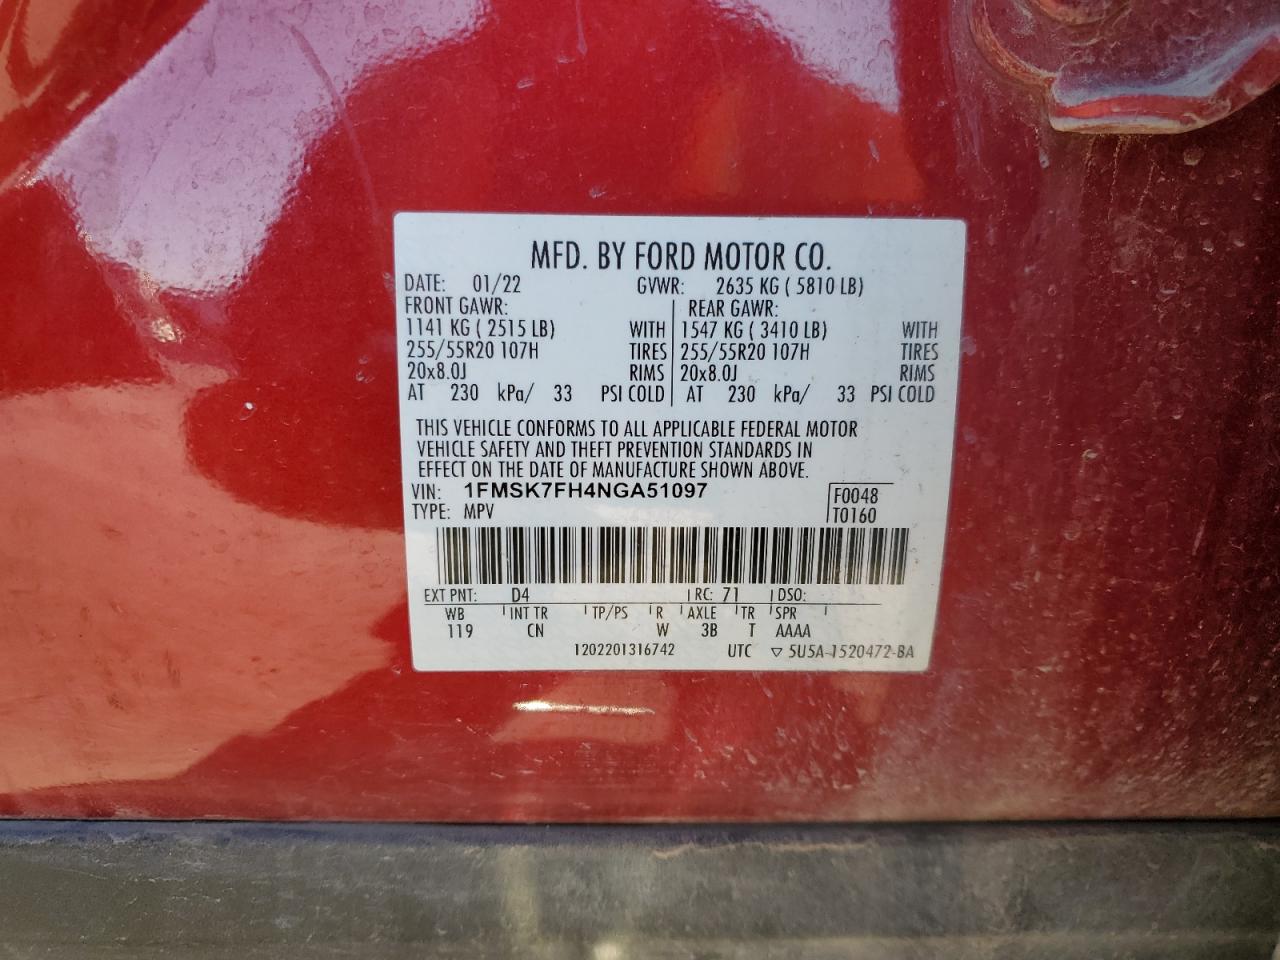 MFD. BY FORD MOTOR CO.
DATE: 01/22 GVWR: 2635 KG ( 5810 LB)
FRONT GAWR: REAR GAWR:
1141 KG ( 2515 LB) WITH 1547 KG ( 3410 LB) WITH
255/55R20 107H TIRES 255/55R20 107H TIRES
20x8.0J RIMS 20x8.0J RIMS
AT 230 kPa/ 33 PSI COLD AT 230 kPa/ 33 PSI COLD
THIS VEHICLE CONFORMS TO ALL APPLICABLE FEDERAL MOTOR
VEHICLE SAFETY AND THEFT PREVENTION STANDARDS IN
EFFECT ON THE DATE OF MANUFACTURE SHOWN ABOVE.
VIN: 1FMSK7FH4NGA51097 F0048
TYPE: MPV T0160
EXT PNT: D4 RC: 71 DSO:
WB INT TR TP/PS R AXLE TR SPR
119 CN W 3B T AAAA
1202201316742 UTC ▽ 5U5A-1520472-BA